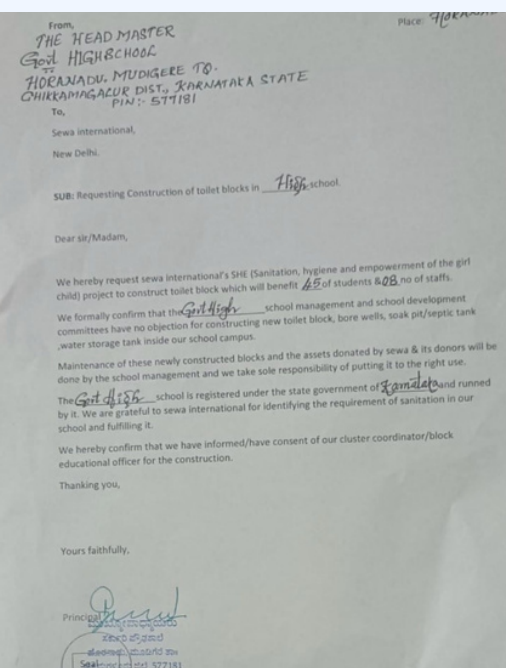 From,
Place: HORANADU
THE HEAD MASTER
Govt HIGHSCHOOL
HORANADU. MUDIGERE TQ.
CHIKKAMAGALUR DIST., KARNATAKA STATE
PIN:- 577181
To,
Sewa international,
New Delhi.
SUB: Requesting Construction of toilet blocks in High school.
Dear sir/Madam,
We hereby request sewa international's SHE (Sanitation, hygiene and empowerment of the girl
child) project to construct toilet block which will benefit 45 of students & 08 no of staffs.
We formally confirm that the Govt High school management and school development
committees have no objection for constructing new toilet block, bore wells, soak pit/septic tank
,water storage tank inside our school campus.
Maintenance of these newly constructed blocks and the assets donated by sewa & its donors will be
done by the school management and we take sole responsibility of putting it to the right use.
The Govt High school is registered under the state government of Karnataka and runned
by it. We are grateful to sewa international for identifying the requirement of sanitation in our
school and fulfilling it.
We hereby confirm that we have informed/have consent of our cluster coordinator/block
educational officer for the construction.
Thanking you,
Yours faithfully,
Principal
ಮುಖ್ಯೋಪಾಧ್ಯಾಯರು
ಸರ್ಕಾರಿ ಪ್ರೌಢಶಾಲೆ
Seal 577181